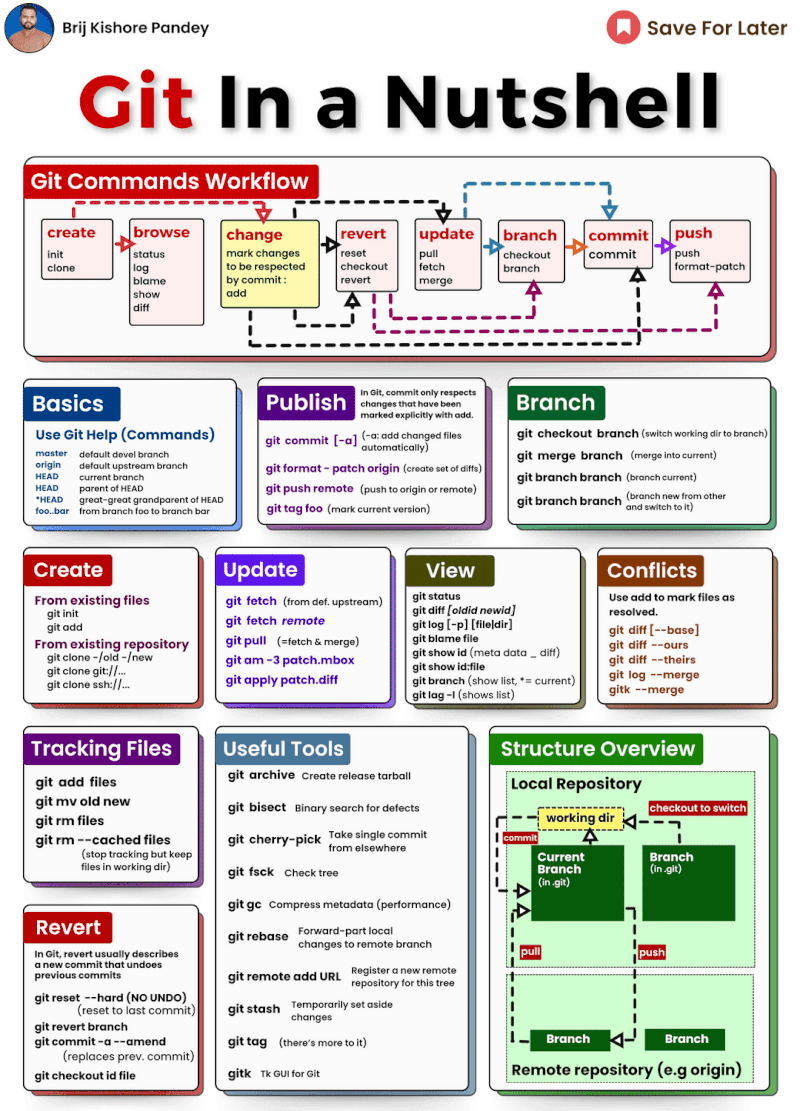 Brij Kishore Pandey
Save For Later
Git In a Nutshell
Git Commands Workflow
create
init
clone
browse
status
log
blame
show
diff
change
mark changes
to be respected
by commit :
add
revert
reset
checkout
revert
update
pull
fetch
merge
branch
checkout
branch
commit
commit
push
push
format-patch
Basics
Use Git Help (Commands)
master default devel branch
origin default upstream branch
HEAD current branch
HEAD parent of HEAD
*HEAD great-great grandparent of HEAD
foo..bar from branch foo to branch bar
Publish
In Git, commit only respects
changes that have been
marked explicitly with add.
git commit [-a] (-a: add changed files
automatically)
git format - patch origin (create set of diffs)
git push remote (push to origin or remote)
git tag foo (mark current version)
Branch
git checkout branch (switch working dir to branch)
git merge branch (merge into current)
git branch branch (branch current)
git branch branch (branch new from other
and switch to it)
Create
From existing files
git init
git add
From existing repository
git clone -/old -/new
git clone git://...
git clone ssh://...
Update
git fetch (from def. upstream)
git fetch remote
git pull (=fetch & merge)
git am -3 patch.mbox
git apply patch.diff
View
git status
git diff [oldid newid]
git log [-p] [file|dir]
git blame file
git show id (meta data _ diff)
git show id:file
git branch (show list, *= current)
git lag -l (shows list)
Conflicts
Use add to mark files as
resolved.
git diff [--base]
git diff --ours
git diff --theirs
git log --merge
gitk --merge
Tracking Files
git add files
git mv old new
git rm files
git rm --cached files
(stop tracking but keep
files in working dir)
Revert
In Git, revert usually describes
a new commit that undoes
previous commits
git reset --hard (NO UNDO)
(reset to last commit)
git revert branch
git commit -a --amend
(replaces prev. commit)
git checkout id file
Useful Tools
git archive Create release tarball
git bisect Binary search for defects
git cherry-pick Take single commit
from elsewhere
git fsck Check tree
git gc Compress metadata (performance)
git rebase Forward-part local
changes to remote branch
git remote add URL Register a new remote
repository for this tree
git stash Temporarily set aside
changes
git tag (there's more to it)
gitk Tk GUI for Git
Structure Overview
Local Repository
working dir
checkout to switch
commit
Current
Branch
(in .git)
Branch
(in .git)
pull
push
Branch
Branch
Remote repository (e.g origin)